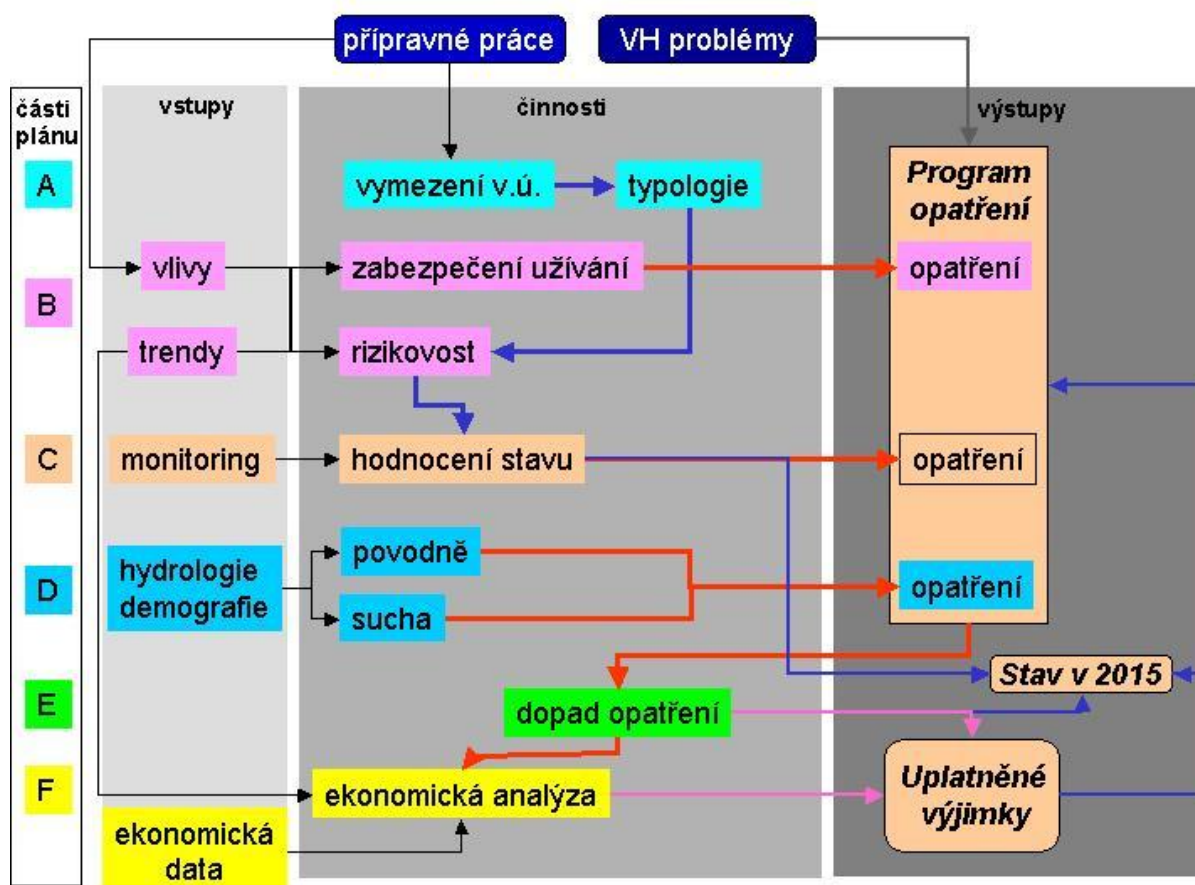 přípravné práce
VH problémy
části
plánu
vstupy
činnosti
výstupy
A
vymezení v.ú.
typologie
Program
opatření
B
vlivy
zabezpečení užívání
opatření
trendy
rizikovost
C
monitoring
hodnocení stavu
opatření
D
hydrologie
demografie
povodně
sucha
opatření
Stav v 2015
E
dopad opatření
F
ekonomická analýza
Uplatněné
výjimky
ekonomická
data